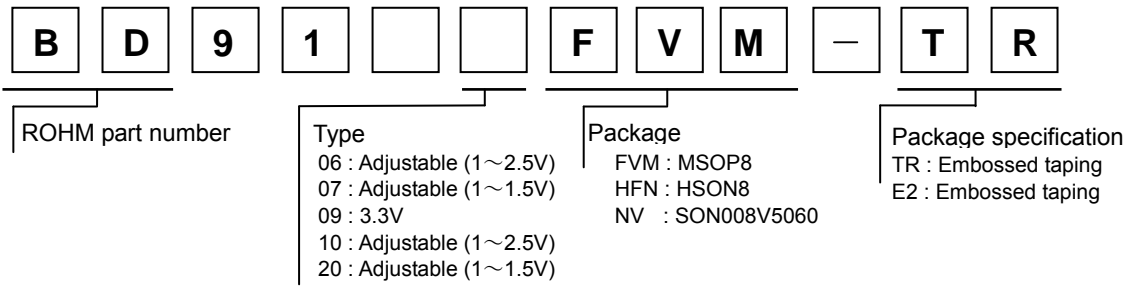 B D 9 1 F V M － T R
ROHM part number
Type
06 : Adjustable (1～2.5V)
07 : Adjustable (1～1.5V)
09 : 3.3V
10 : Adjustable (1～2.5V)
20 : Adjustable (1～1.5V)
Package
FVM : MSOP8
HFN : HSON8
NV : SON008V5060
Package specification
TR : Embossed taping
E2 : Embossed taping